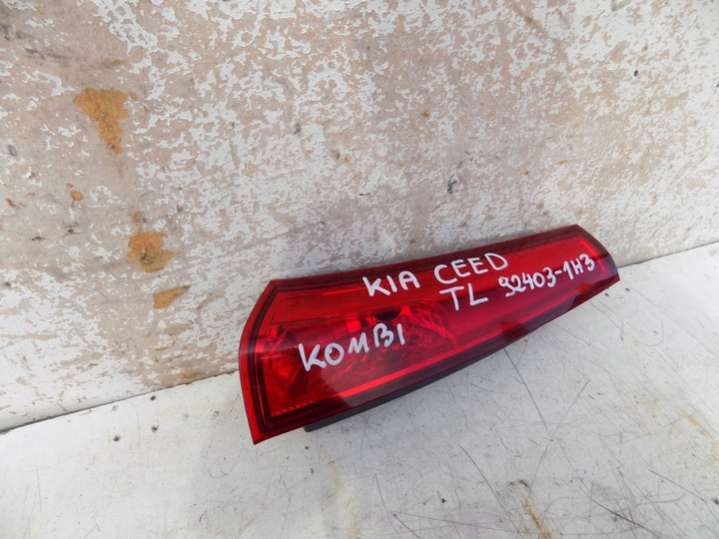 KIA CEED
TL 92403-1H3
KOMBI